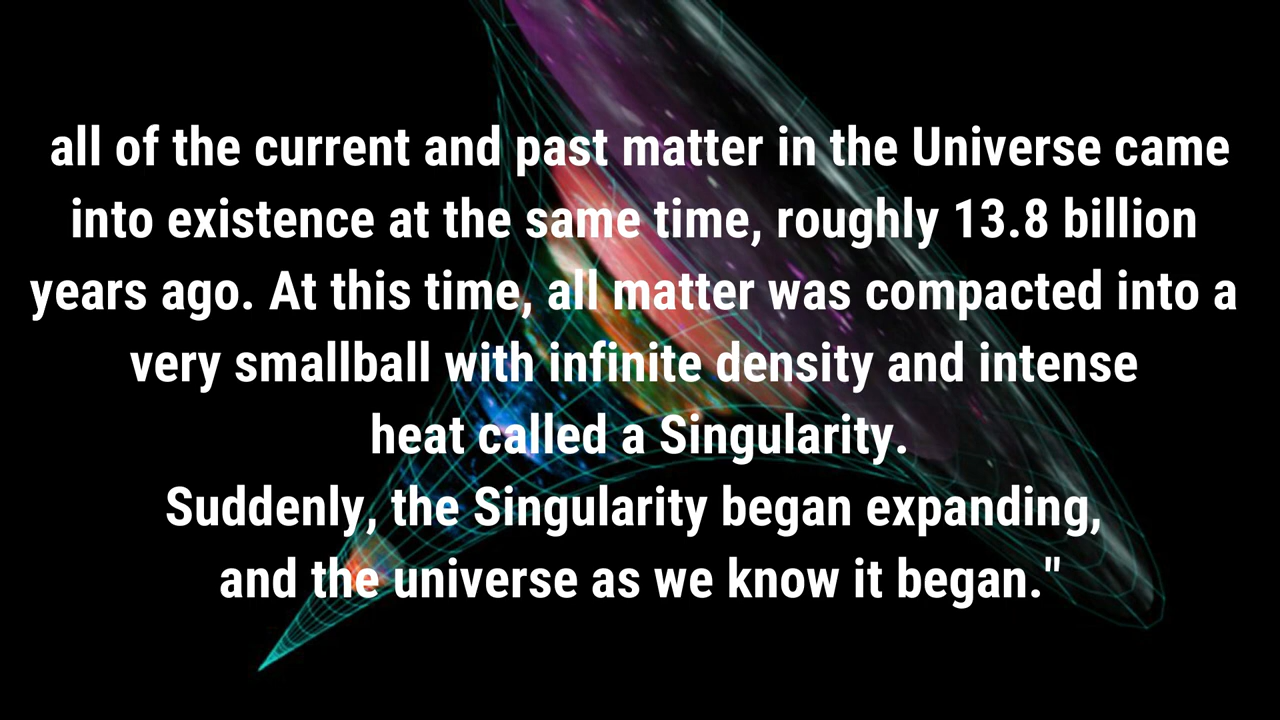 all of the current and past matter in the Universe came
into existence at the same time, roughly 13.8 billion
years ago. At this time, all matter was compacted into a
very smallball with infinite density and intense
heat called a Singularity.
Suddenly, the Singularity began expanding,
and the universe as we know it began."